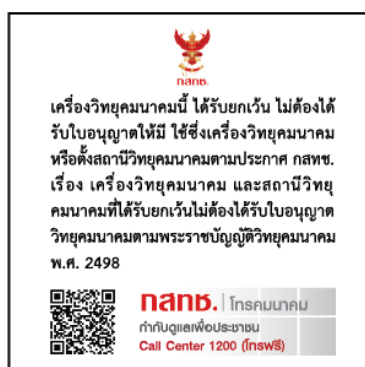 กสทช.
เครื่องวิทยุคมนาคมนี้ ได้รับยกเว้น ไม่ต้องได้
รับใบอนุญาตให้มี ใช้ซึ่งเครื่องวิทยุคมนาคม
หรือตั้งสถานีวิทยุคมนาคมตามประกาศ กสทช.
เรื่อง เครื่องวิทยุคมนาคม และสถานีวิทยุ
คมนาคมที่ได้รับยกเว้นไม่ต้องได้รับใบอนุญาต
วิทยุคมนาคมตามพระราชบัญญัติวิทยุคมนาคม
พ.ศ. 2498
กสทช. | โทรคมนาคม
กำกับดูแลเพื่อประชาชน
Call Center 1200 (โทรฟรี)